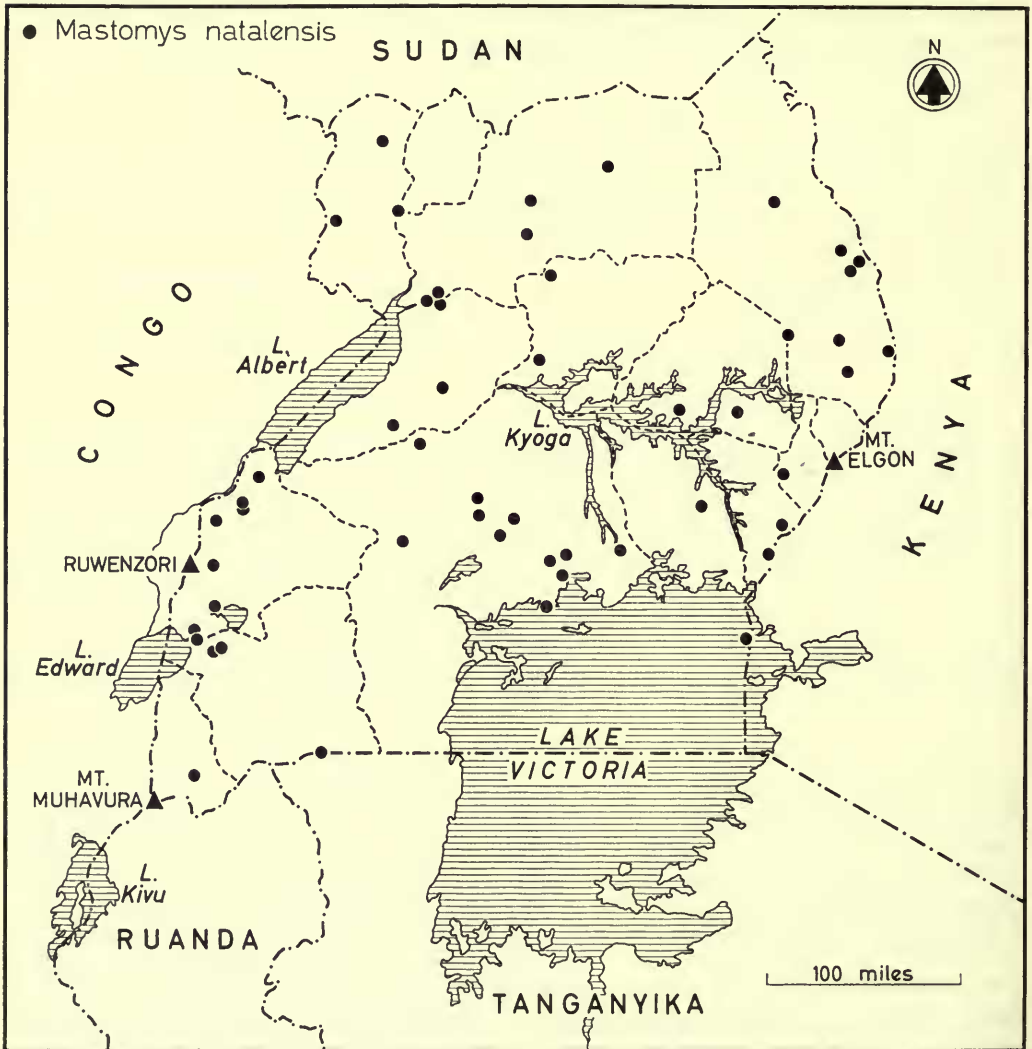 ● Mastomys natalensis
SUDAN
N
CONGO
L.
Albert
L.
Kyoga
MT.
ELGON
KENYA
RUWENZORI
L.
Edward
LAKE
VICTORIA
MT.
MUHAVURA
L.
Kivu
RUANDA
100 miles
TANGANYIKA